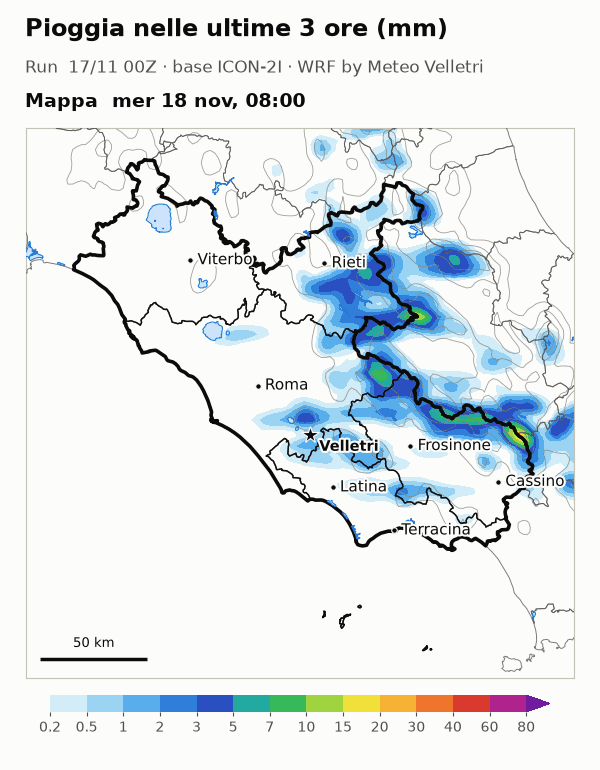 Pioggia nelle ultime 3 ore (mm)
Run  17/11 00Z · base ICON-2I · WRF by Meteo Velletri
Mappa  mer 18 nov, 08:00
Viterbo
Rieti
Roma
Velletri
Frosinone
Latina
Cassino
Terracina
50 km
0.2 0.5 1 2 3 5 7 10 15 20 30 40 60 80